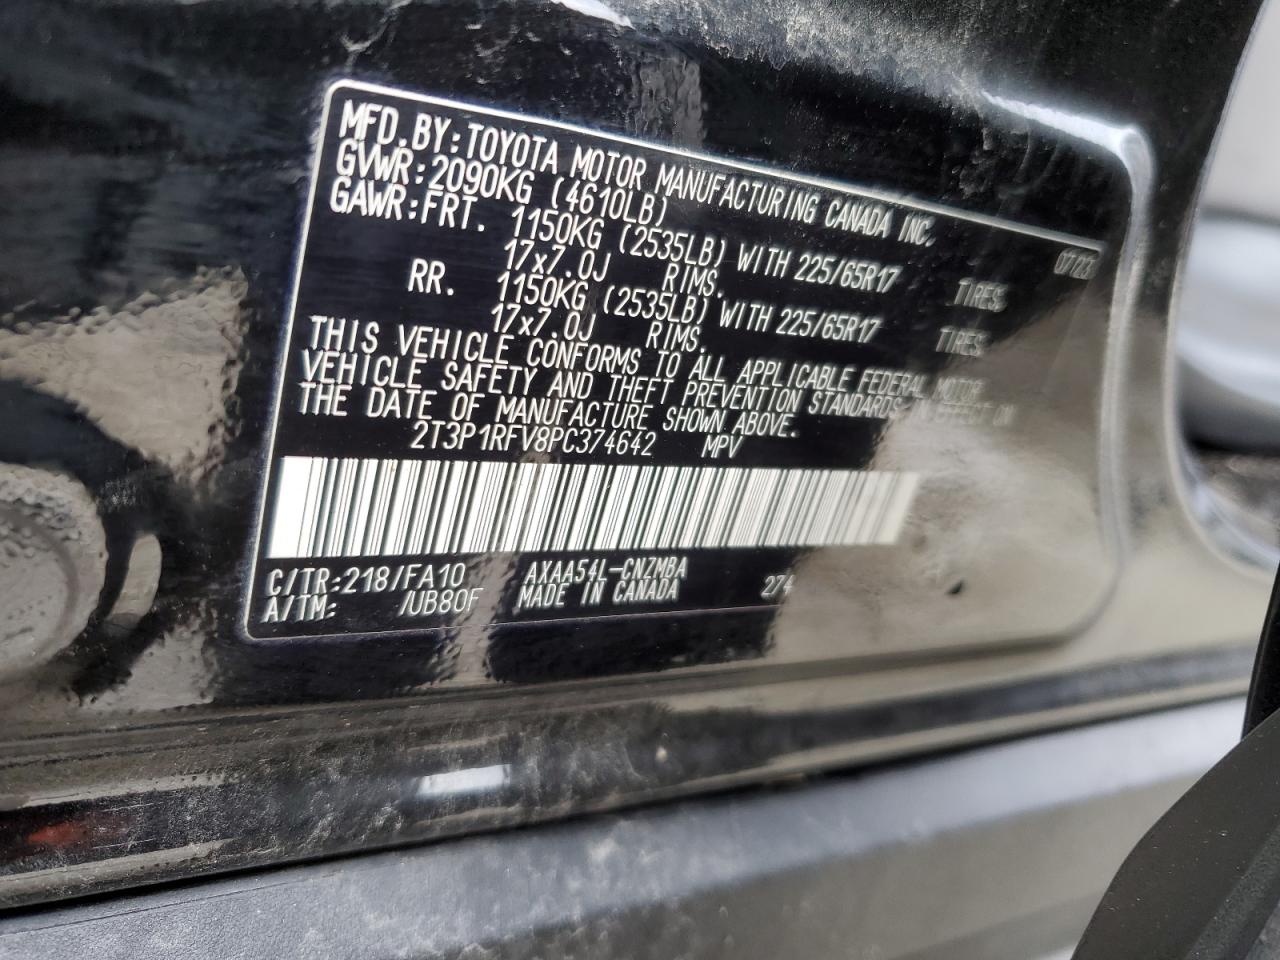 MFD.BY:TOYOTA MOTOR MANUFACTURING CANADA INC. 07/23
GVWR:2090KG (4610LB)
GAWR:FRT. 1150KG (2535LB) WITH 225/65R17 TIRES
17x7.0J RIMS.
RR. 1150KG (2535LB) WITH 225/65R17 TIRES
17x7.0J RIMS.
THIS VEHICLE CONFORMS TO ALL APPLICABLE FEDERAL MOTOR
VEHICLE SAFETY AND THEFT PREVENTION STANDARDS IN EFFECT ON
THE DATE OF MANUFACTURE SHOWN ABOVE.
2T3P1RFV8PC374642 MPV
C/TR:218/FA10 AXAA54L-CNZMBA 274
A/TM: /UB80F MADE IN CANADA